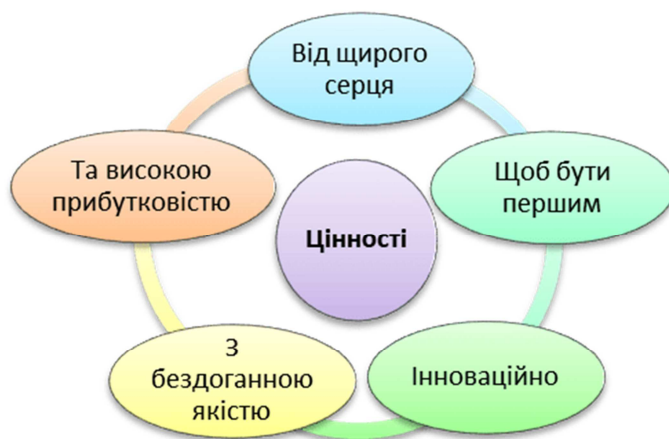 Від щирого
серця
Щоб бути
першим
Інноваційно
З
бездоганною
якістю
Та високою
прибутковістю
Цінності